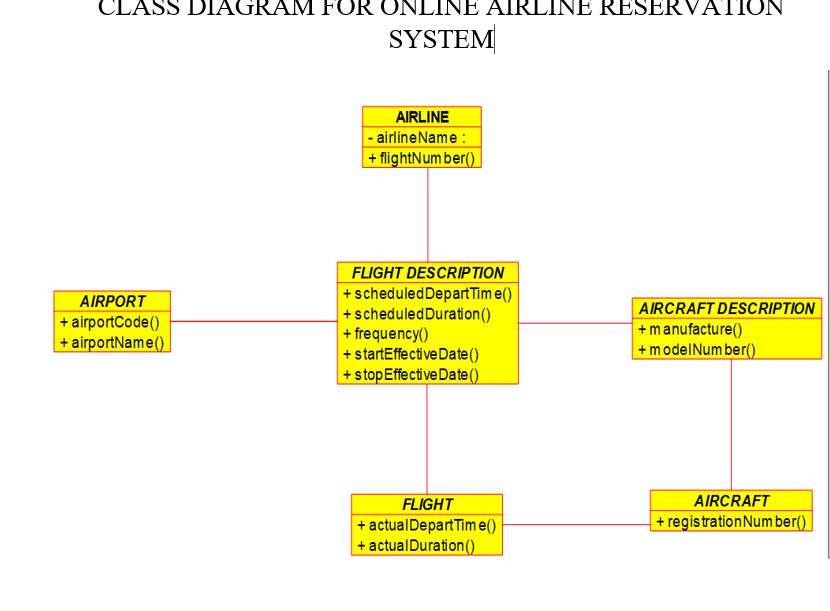 CLASS DIAGRAM FOR ONLINE AIRLINE RESERVATION
SYSTEM
AIRLINE
- airlineName :
+ flightNumber()
FLIGHT DESCRIPTION
+ scheduledDepartTime()
+ scheduledDuration()
+ frequency()
+ startEffectiveDate()
+ stopEffectiveDate()
AIRPORT
+ airportCode()
+ airportName()
AIRCRAFT DESCRIPTION
+ manufacture()
+ modelNumber()
FLIGHT
+ actualDepartTime()
+ actualDuration()
AIRCRAFT
+ registrationNumber()